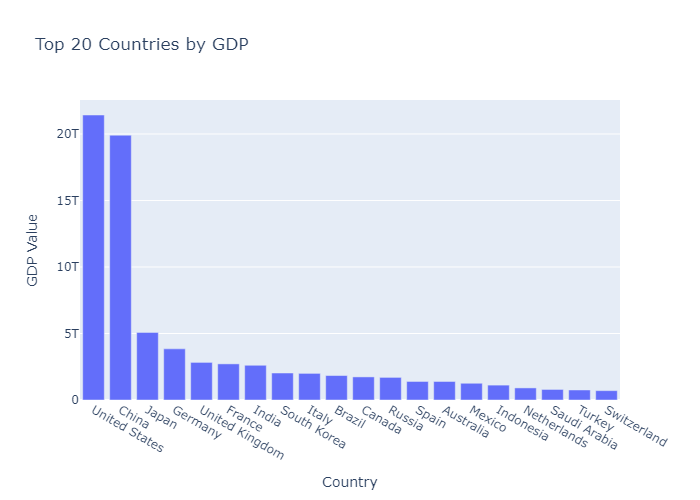 Top 20 Countries by GDP
GDP Value
20T
15T
10T
5T
0
United States
China
Japan
Germany
United Kingdom
France
India
South Korea
Italy
Brazil
Canada
Russia
Spain
Australia
Mexico
Indonesia
Netherlands
Saudi Arabia
Turkey
Switzerland
Country